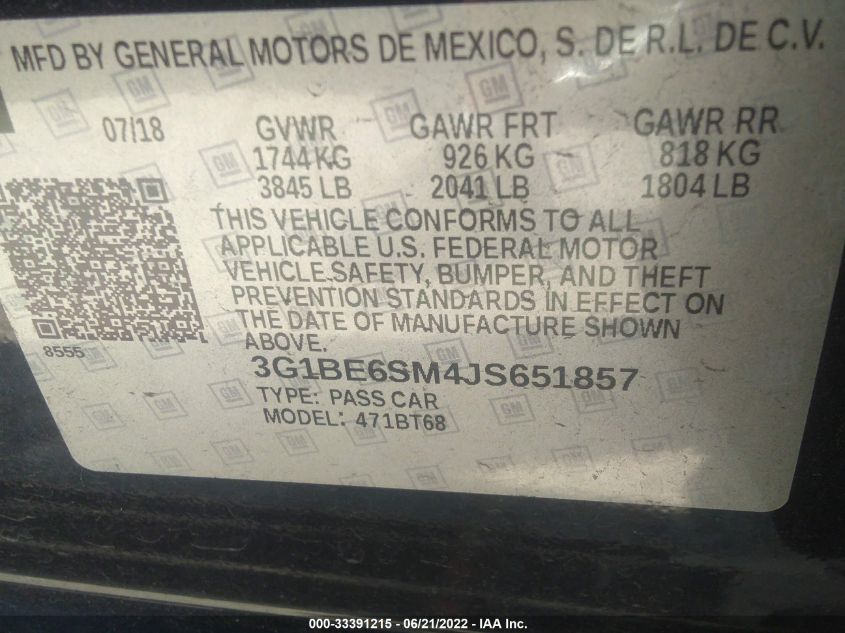 MFD BY GENERAL MOTORS DE MEXICO, S. DE R.L. DE C.V.
07/18 GVWR GAWR FRT GAWR RR
1744 KG 926 KG 818 KG
3845 LB 2041 LB 1804 LB
THIS VEHICLE CONFORMS TO ALL
APPLICABLE U.S. FEDERAL MOTOR
VEHICLE SAFETY, BUMPER, AND THEFT
PREVENTION STANDARDS IN EFFECT ON
THE DATE OF MANUFACTURE SHOWN
ABOVE.
8555
3G1BE6SM4JS651857
TYPE: PASS CAR
MODEL: 471BT68
GM
000-33391215 - 06/21/2022 - IAA Inc.